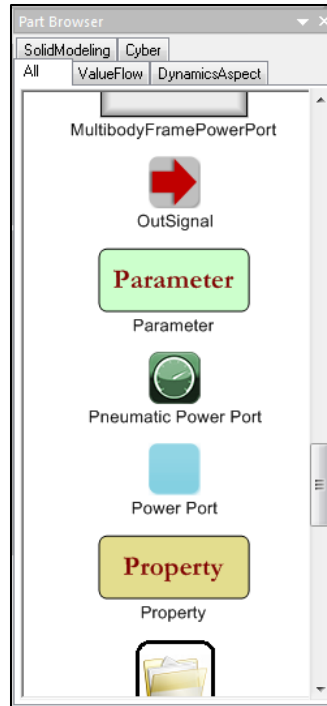 Part Browser
SolidModeling Cyber
All ValueFlow DynamicsAspect
MultibodyFramePowerPort
OutSignal
Parameter
Parameter
Pneumatic Power Port
Power Port
Property
Property